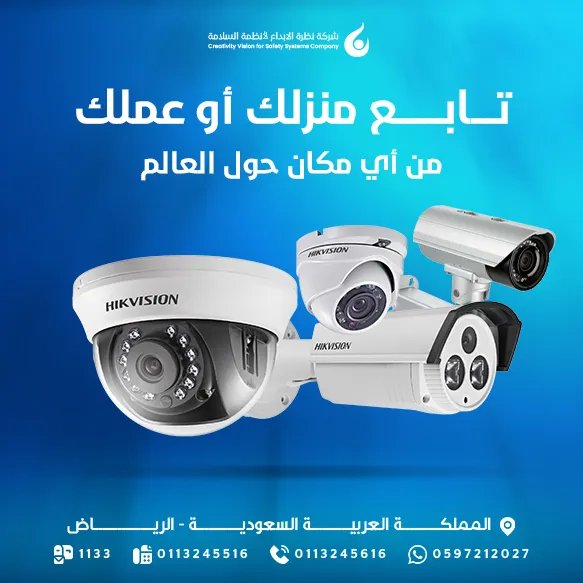 شركة نظرة الإبداع لأنظمة السلامة
Creativity Vision for Safety Systems Company
تابع منزلك أو عملك
من أي مكان حول العالم
HIKVISION
HIKVISION
HIKVISION
المملكة العربية السعودية - الرياض
1133 0113245516 0113245616 0597212027